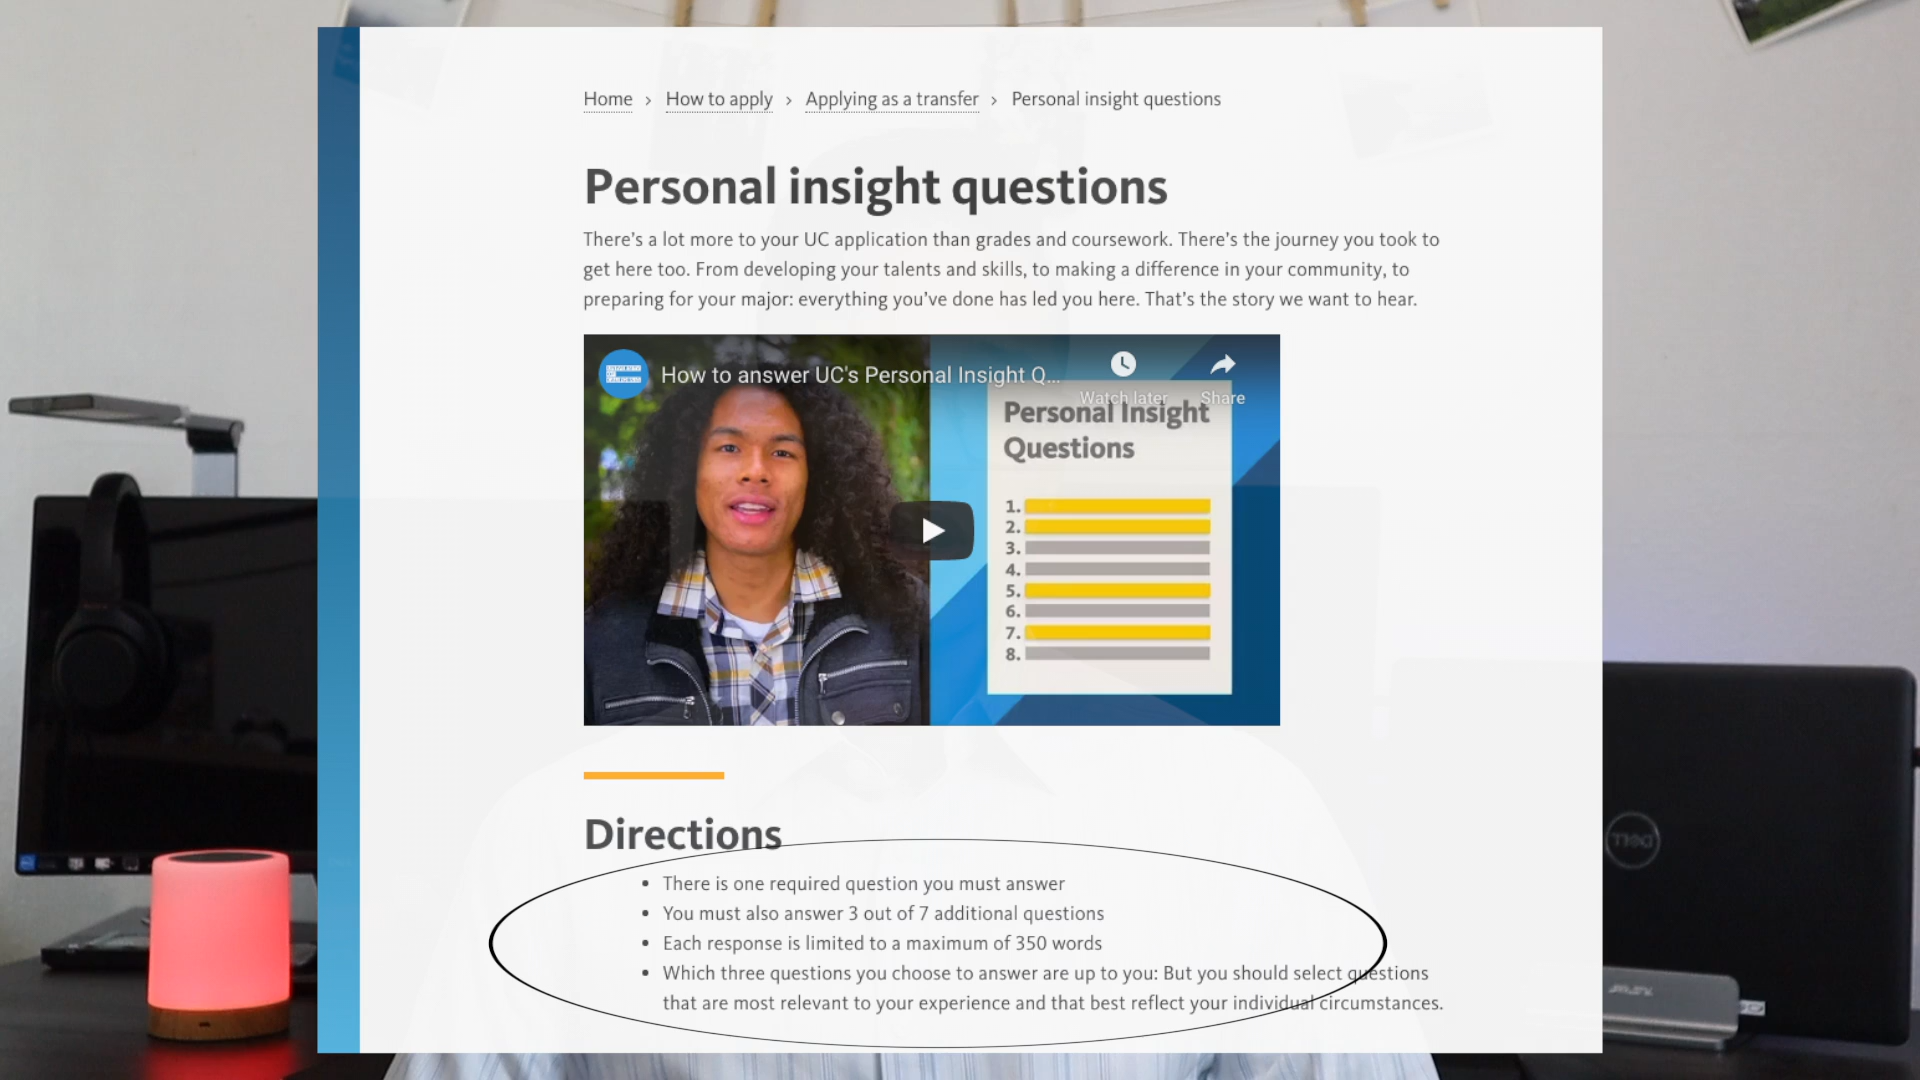 Home > How to apply > Applying as a transfer > Personal insight questions
Personal insight questions
There's a lot more to your UC application than grades and coursework. There's the journey you took to
get here too. From developing your talents and skills, to making a difference in your community, to
preparing for your major: everything you've done has led you here. That's the story we want to hear.
How to answer UC's Personal Insight Q...
Watch later
Share
Personal Insight
Questions
1.
2.
3.
4.
5.
6.
7.
8.
Directions
• There is one required question you must answer
• You must also answer 3 out of 7 additional questions
• Each response is limited to a maximum of 350 words
• Which three questions you choose to answer are up to you: But you should select questions
that are most relevant to your experience and that best reflect your individual circumstances.
DELL